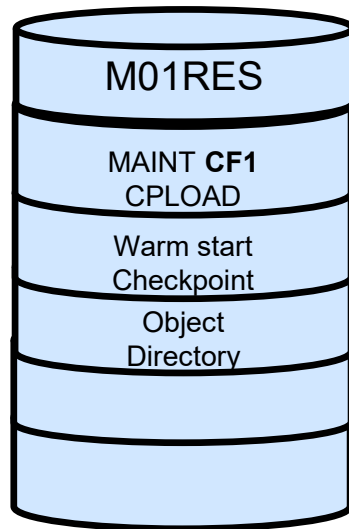 M01RES
MAINT CF1
CPLOAD
Warm start
Checkpoint
Object
Directory